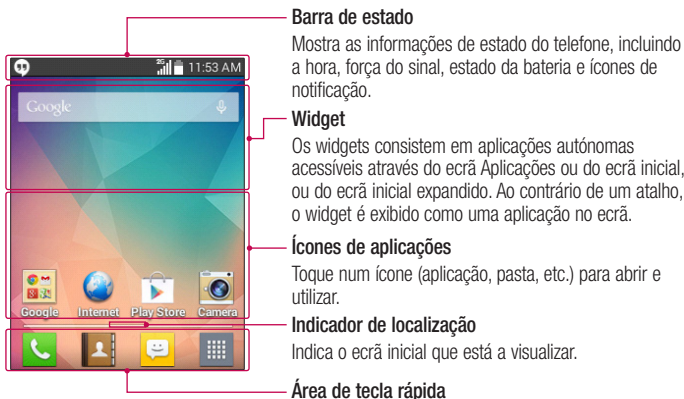 Barra de estado
Mostra as informações de estado do telefone, incluindo
a hora, força do sinal, estado da bateria e ícones de
notificação.
2G 11:53 AM
Google
Widget
Os widgets consistem em aplicações autónomas
acessíveis através do ecrã Aplicações ou do ecrã inicial,
ou do ecrã inicial expandido. Ao contrário de um atalho,
o widget é exibido como uma aplicação no ecrã.
Ícones de aplicações
Toque num ícone (aplicação, pasta, etc.) para abrir e
utilizar.
Google Internet Play Store Camera
Indicador de localização
Indica o ecrã inicial que está a visualizar.
Área de tecla rápida